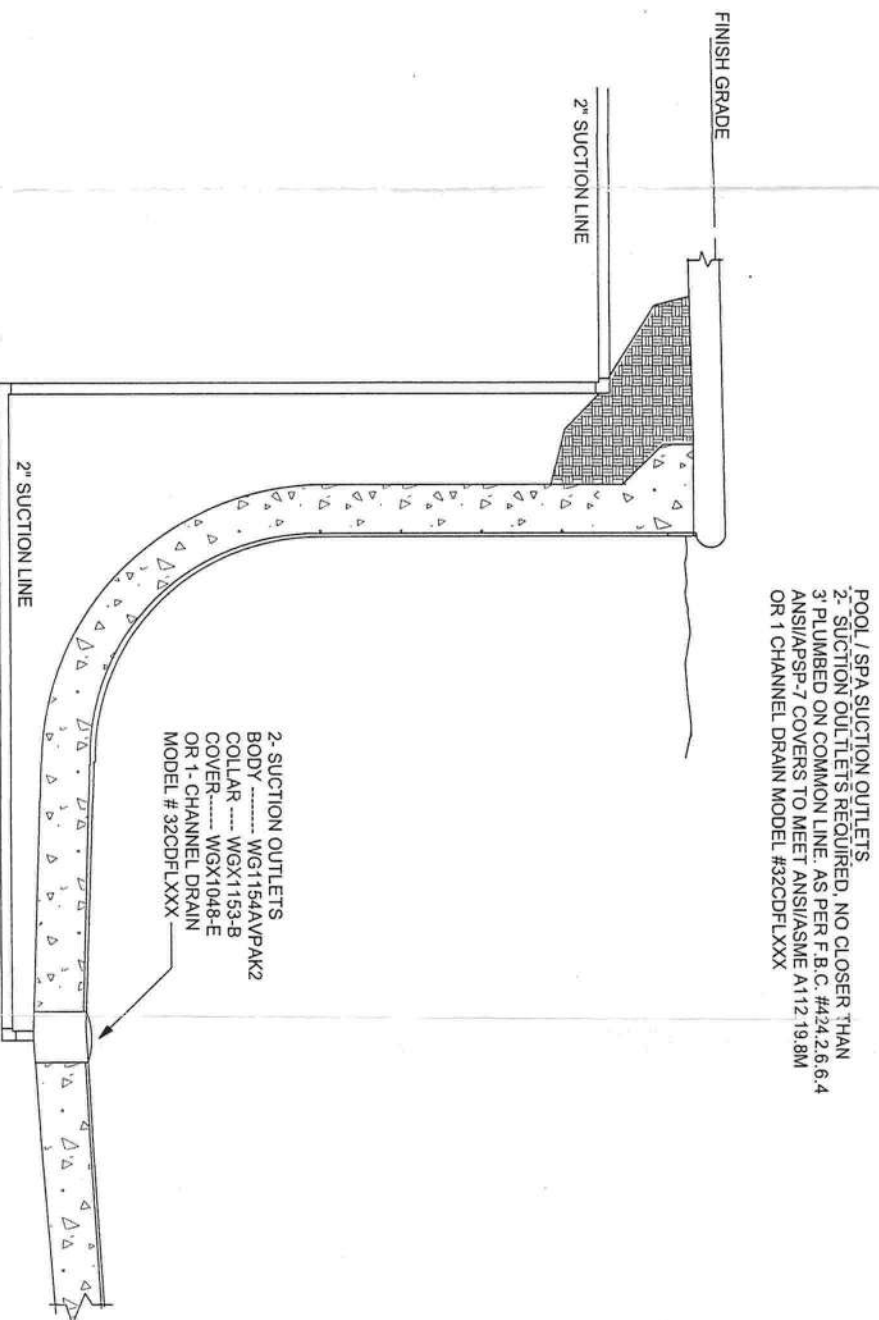 POOL / SPA SUCTION OUTLETS
2- SUCTION OULTLETS REQUIRED, NO CLOSER THAN
3' PLUMBED ON COMMON LINE. AS PER F.B.C. #424.2.6.6.4
ANSI/APSP-7 COVERS TO MEET ANSI/ASME A112.19.8M
OR 1 CHANNEL DRAIN MODEL #32CDFLXXX
FINISH GRADE
2" SUCTION LINE
2- SUCTION OUTLETS
BODY -------- WG1154AVPAK2
COLLAR ---- WGX1153-B
COVER------ WGX1048-E
OR 1- CHANNEL DRAIN
MODEL # 32CDFLXXX
2" SUCTION LINE